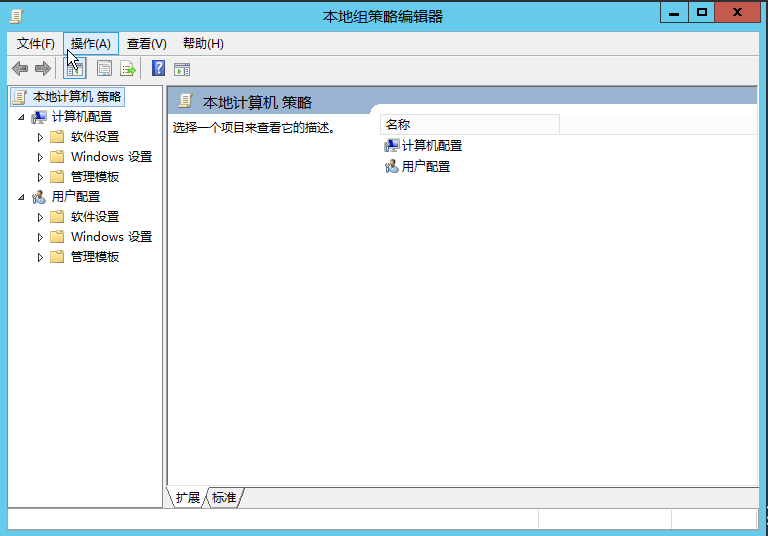 本地组策略编辑器
文件(F) 操作(A) 查看(V) 帮助(H)
本地计算机 策略
计算机配置
软件设置
Windows 设置
管理模板
用户配置
软件设置
Windows 设置
管理模板
本地计算机 策略
选择一个项目来查看它的描述。
名称
计算机配置
用户配置
扩展 标准